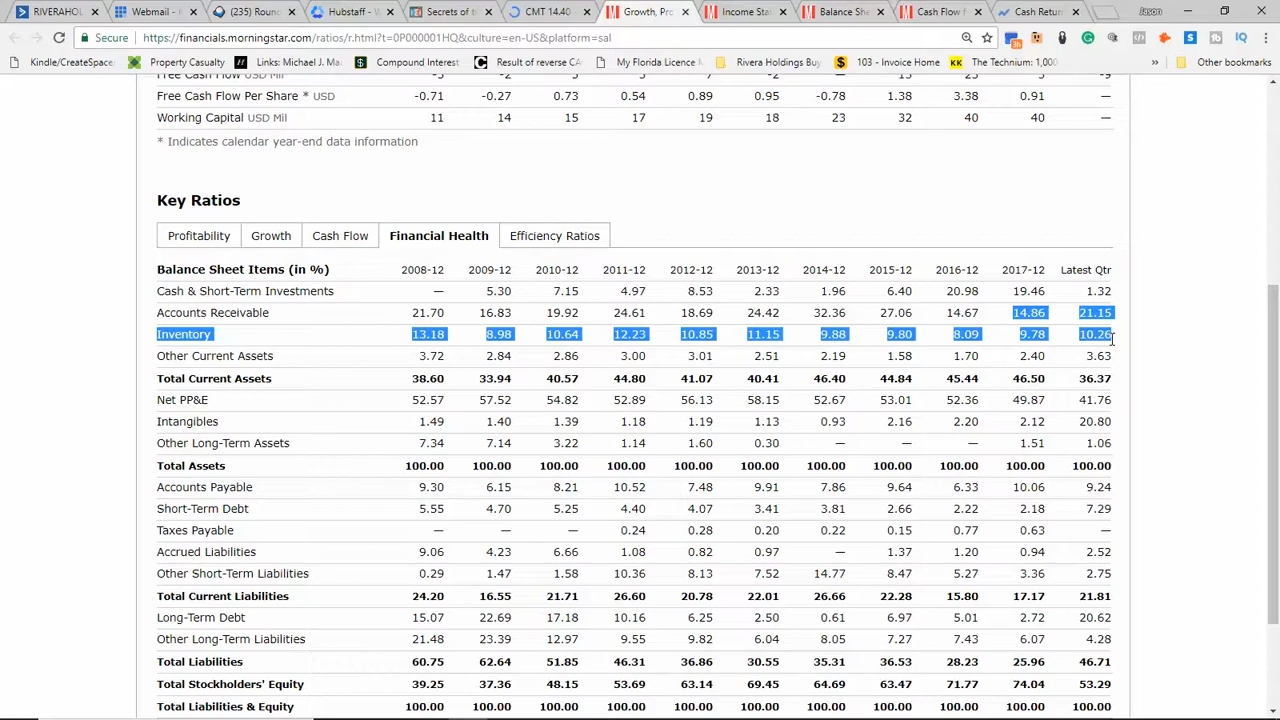 RIVERAHOL
Webmail -
(235) Roun
Hubstaff -
Secrets of t
CMT 14.40
Growth, Pro
Income Sta
Balance She
Cash Flow f
Cash Retur
Jason
Secure
https://financials.morningstar.com/ratios/r.html?t=0P000001HQ&culture=en-US&platform=sal
Kindle/CreateSpace
Property Casualty
Links: Michael J. Ma
Compound Interest
Result of reverse CA
My Florida Licence
Rivera Holdings Buy
103 - Invoice Home
The Technium: 1,000
»
Other bookmarks
Free Cash Flow USD Mil -5 -2 5 5 7 -2 — 13 25 5 -9
Free Cash Flow Per Share * USD -0.71 -0.27 0.73 0.54 0.89 0.95 -0.78 1.38 3.38 0.91 —
Working Capital USD Mil 11 14 15 17 19 18 23 32 40 40 —
* Indicates calendar year-end data information
Key Ratios
Profitability Growth Cash Flow Financial Health Efficiency Ratios
Balance Sheet Items (in %) 2008-12 2009-12 2010-12 2011-12 2012-12 2013-12 2014-12 2015-12 2016-12 2017-12 Latest Qtr
Cash & Short-Term Investments — 5.30 7.15 4.97 8.53 2.33 1.96 6.40 20.98 19.46 1.32
Accounts Receivable 21.70 16.83 19.92 24.61 18.69 24.42 32.36 27.06 14.67 14.86 21.15
Inventory 13.18 8.98 10.64 12.23 10.85 11.15 9.88 9.80 8.09 9.78 10.26
Other Current Assets 3.72 2.84 2.86 3.00 3.01 2.51 2.19 1.58 1.70 2.40 3.63
Total Current Assets 38.60 33.94 40.57 44.80 41.07 40.41 46.40 44.84 45.44 46.50 36.37
Net PP&E 52.57 57.52 54.82 52.89 56.13 58.15 52.67 53.01 52.36 49.87 41.76
Intangibles 1.49 1.40 1.39 1.18 1.19 1.13 0.93 2.16 2.20 2.12 20.80
Other Long-Term Assets 7.34 7.14 3.22 1.14 1.60 0.30 — — — 1.51 1.06
Total Assets 100.00 100.00 100.00 100.00 100.00 100.00 100.00 100.00 100.00 100.00 100.00
Accounts Payable 9.30 6.15 8.21 10.52 7.48 9.91 7.86 9.64 6.33 10.06 9.24
Short-Term Debt 5.55 4.70 5.25 4.40 4.07 3.41 3.81 2.66 2.22 2.18 7.29
Taxes Payable — — — 0.24 0.28 0.20 0.22 0.15 0.77 0.63 —
Accrued Liabilities 9.06 4.23 6.66 1.08 0.82 0.97 — 1.37 1.20 0.94 2.52
Other Short-Term Liabilities 0.29 1.47 1.58 10.36 8.13 7.52 14.77 8.47 5.27 3.36 2.75
Total Current Liabilities 24.20 16.55 21.71 26.60 20.78 22.01 26.66 22.28 15.80 17.17 21.81
Long-Term Debt 15.07 22.69 17.18 10.16 6.25 2.50 0.61 6.97 5.01 2.72 20.62
Other Long-Term Liabilities 21.48 23.39 12.97 9.55 9.82 6.04 8.05 7.27 7.43 6.07 4.28
Total Liabilities 60.75 62.64 51.85 46.31 36.86 30.55 35.31 36.53 28.23 25.96 46.71
Total Stockholders' Equity 39.25 37.36 48.15 53.69 63.14 69.45 64.69 63.47 71.77 74.04 53.29
Total Liabilities & Equity 100.00 100.00 100.00 100.00 100.00 100.00 100.00 100.00 100.00 100.00 100.00